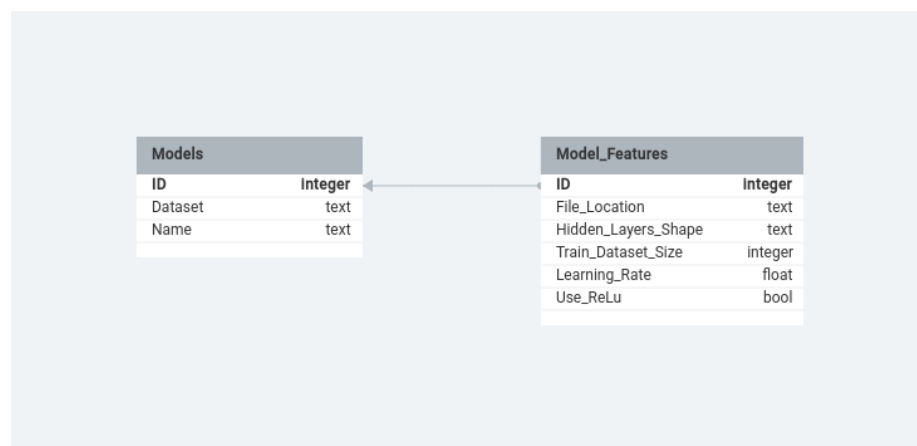 Models
ID integer
Dataset text
Name text
Model_Features
ID integer
File_Location text
Hidden_Layers_Shape text
Train_Dataset_Size integer
Learning_Rate float
Use_ReLu bool